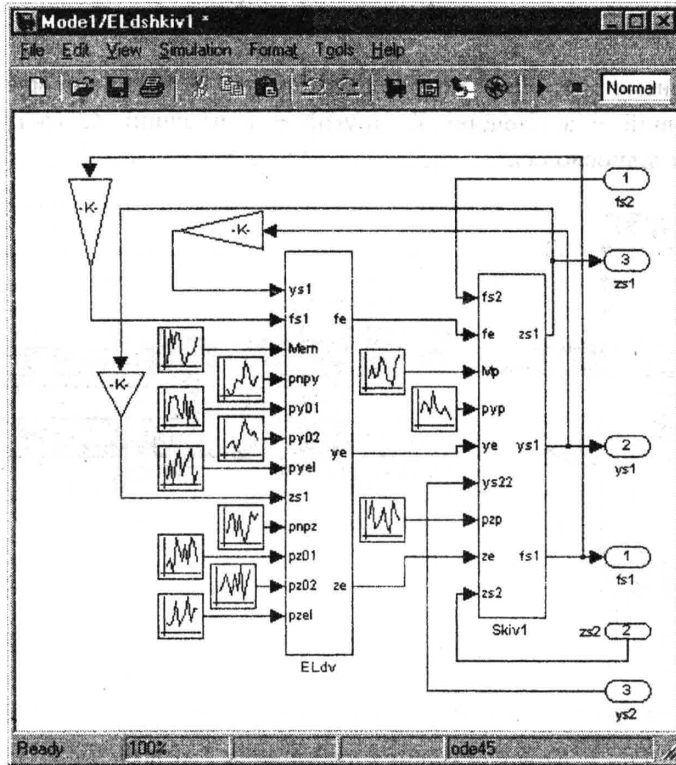 Mode1/ELdshkiv1 *
File Edit View Simulation Format Tools Help
Normal
1
fs2
-K-
-K-
3
zs1
ys1
fs1
fe
Mem
pnpy
py01
py02
pyel
ye
zs1
pnpz
pz01
pz02
ze
pzel
ELdv
-K-
fs2
fe
zs1
Mp
pyp
ye
ys1
ys22
pzp
ze
fs1
zs2
Skiv1
2
ys1
1
fs1
zs2
2
3
ys2
Ready
100%
ode45